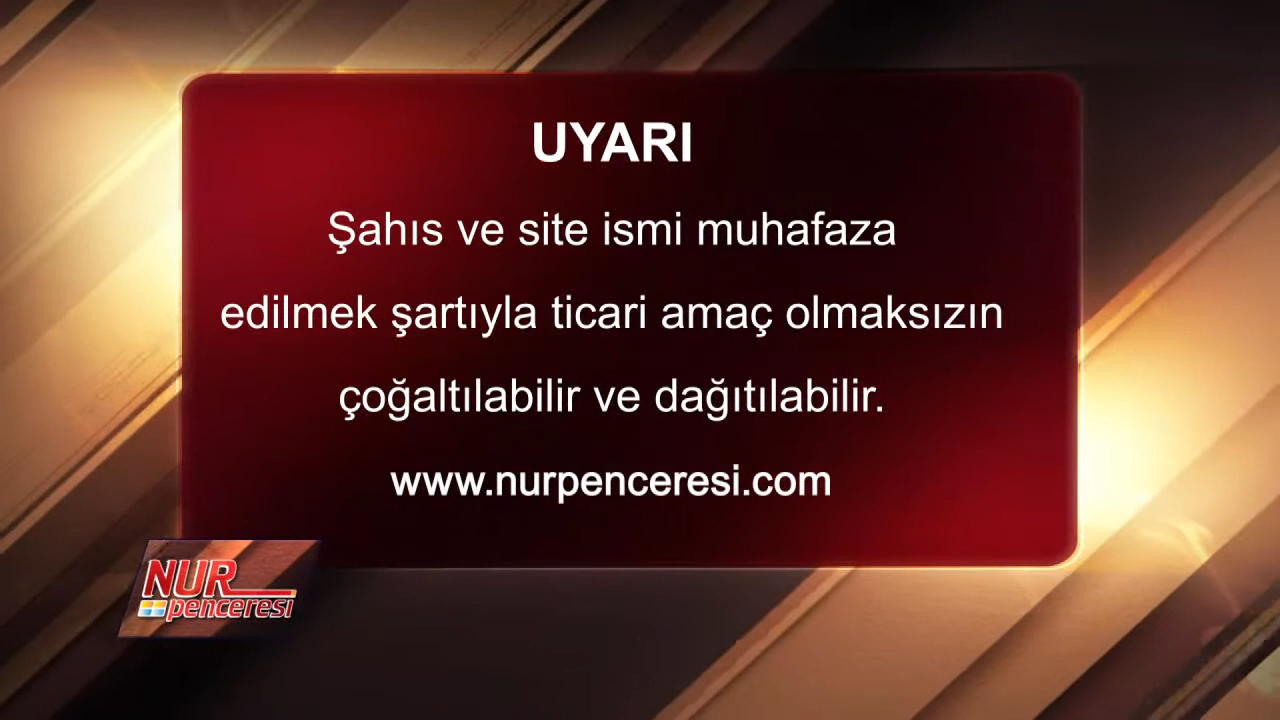 UYARI
Şahıs ve site ismi muhafaza
edilmek şartıyla ticari amaç olmaksızın
çoğaltılabilir ve dağıtılabilir.
www.nurpenceresi.com
NUR
penceresi